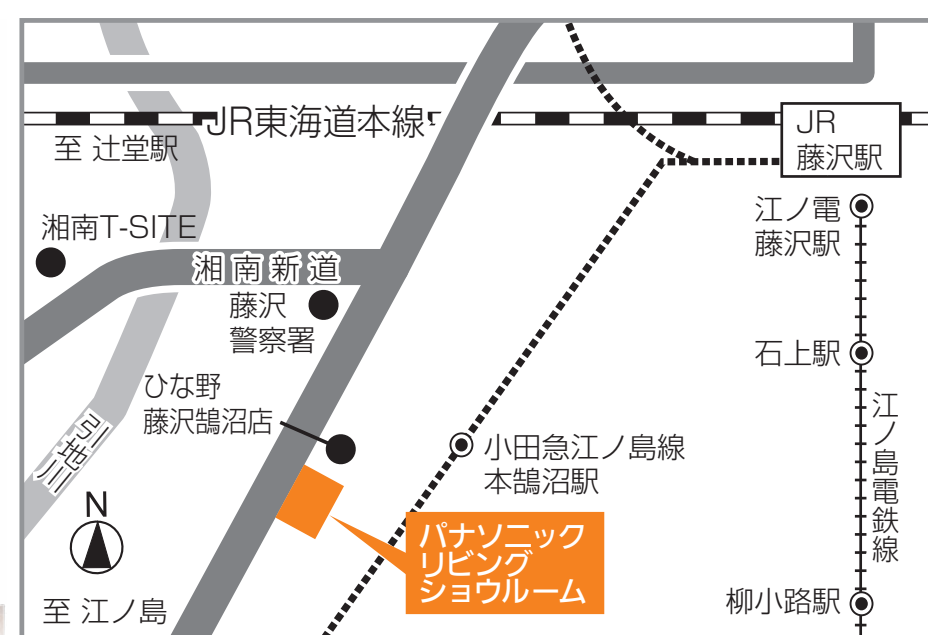 JR東海道本線
至 辻堂駅
JR
藤沢駅
湘南T-SITE
江ノ電
藤沢駅
湘南新道
藤沢
警察署
石上駅
ひな野
藤沢鵠沼店
江ノ島電鉄線
引地川
小田急江ノ島線
本鵠沼駅
N
パナソニック
リビング
ショウルーム
至 江ノ島
柳小路駅